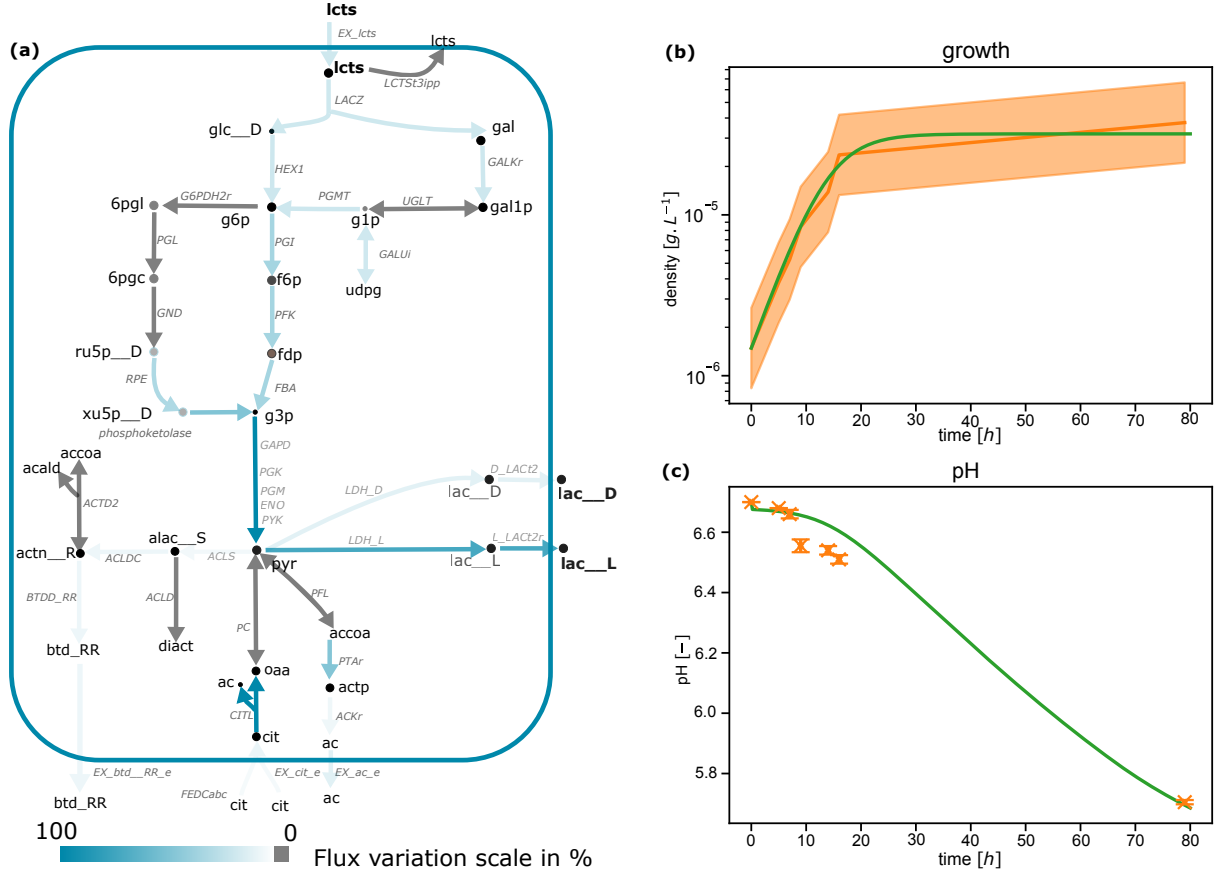 (a)
lcts
EX_lcts
lcts
lcts
LCTSt3ipp
LACZ
glc__D
gal
HEX1
GALKr
6pgl
G6PDH2r
g6p
PGMT
g1p
UGLT
gal1p
PGL
PGI
GALUi
6pgc
f6p
udpg
GND
PFK
ru5p__D
fdp
RPE
FBA
xu5p__D
g3p
phosphoketolase
GAPD
accoa
acald
PGK
ACTD2
PGM
ENO
PYK
LDH_D
D_LACt2
lac__D
lac__D
alac__S
actn__R
ACLDC
ACLS
pyr
LDH_L
L_LACt2r
lac__L
lac__L
BTDD_RR
ACLD
PC
PFL
accoa
btd_RR
diact
oaa
PTAr
ac
actp
CITL
ACKr
cit
ac
EX_btd__RR_e
EX_cit_e
EX_ac_e
FEDCabc
btd_RR
cit
cit
ac
100
0
Flux variation scale in %
(b)
growth
density [g. L⁻¹]
10⁻⁵
10⁻⁶
0 10 20 30 40 50 60 70 80
time [h]
(c)
pH
pH [−]
6.6
6.4
6.2
6.0
5.8
0 10 20 30 40 50 60 70 80
time [h]